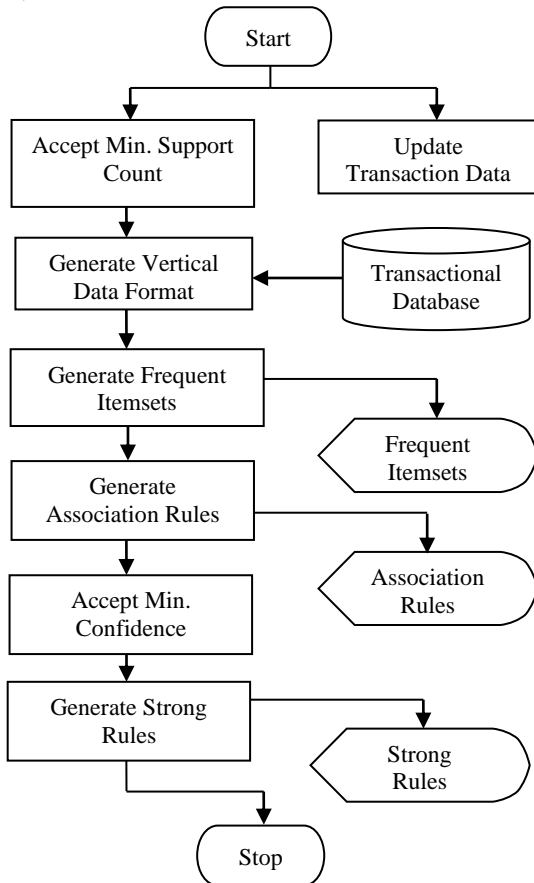 Start
Accept Min. Support
Count
Update
Transaction Data
Generate Vertical
Data Format
Transactional
Database
Generate Frequent
Itemsets
Frequent
Itemsets
Generate
Association Rules
Association
Rules
Accept Min.
Confidence
Generate Strong
Rules
Strong
Rules
Stop